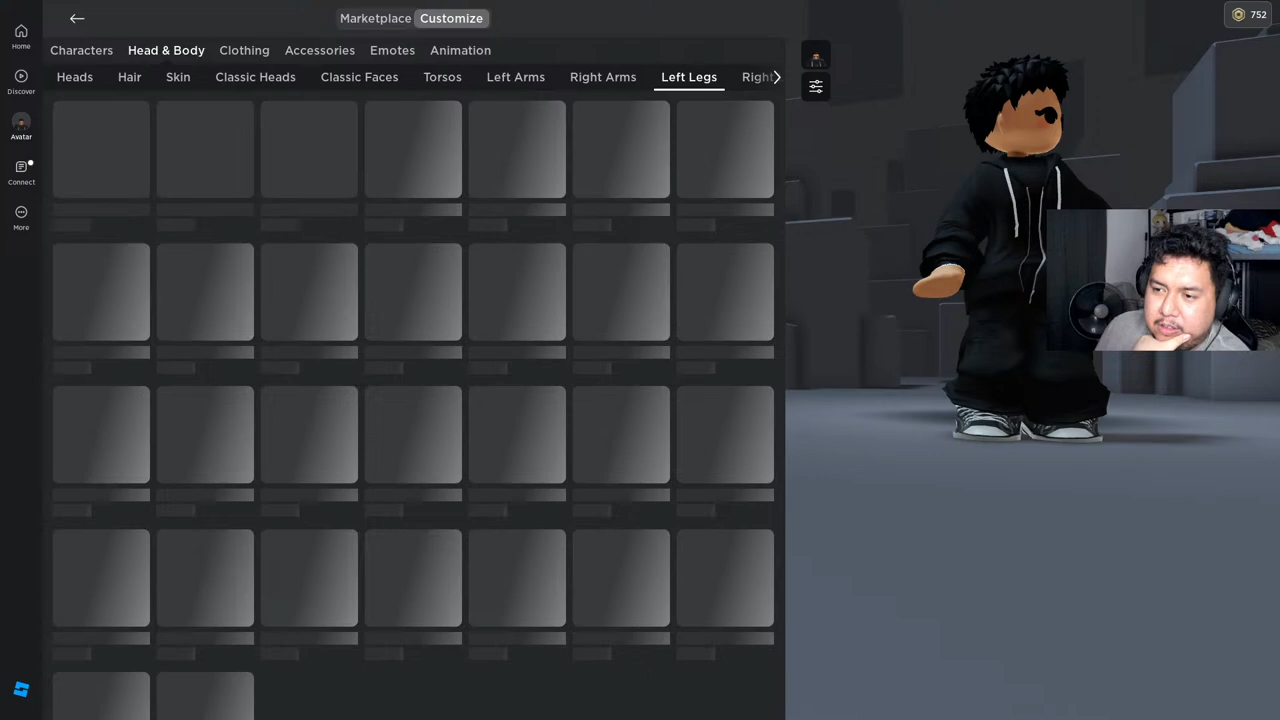 Marketplace Customize
752
Home
Characters Head & Body Clothing Accessories Emotes Animation
Discover
Heads Hair Skin Classic Heads Classic Faces Torsos Left Arms Right Arms Left Legs Right
Avatar
Connect
More